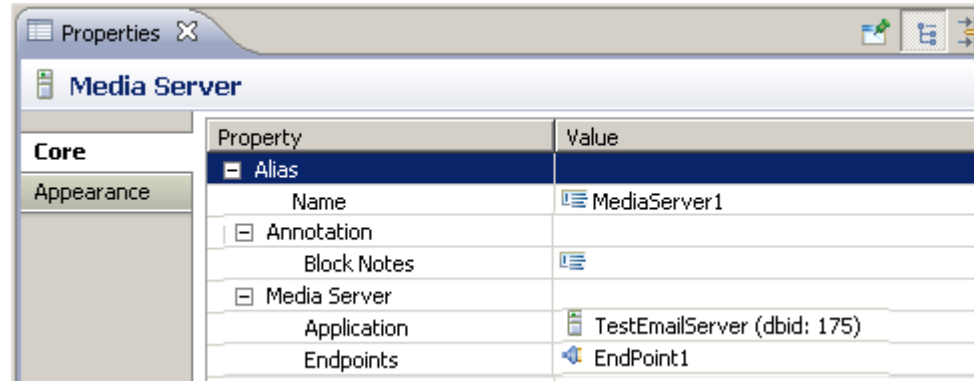 Properties
Media Server
Core
Appearance
Property Value
Alias
Name MediaServer1
Annotation
Block Notes
Media Server
Application TestEmailServer (dbid: 175)
Endpoints EndPoint1